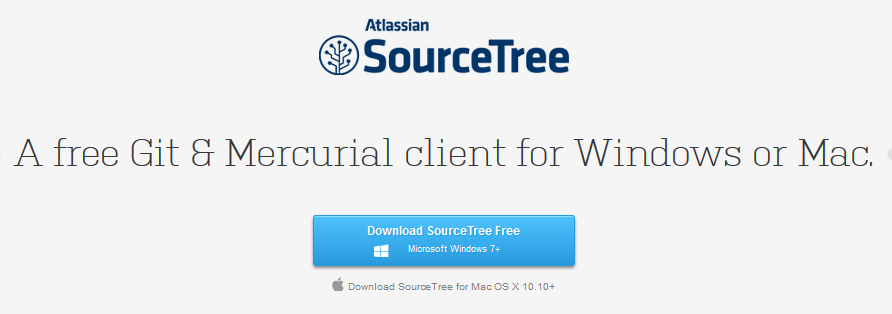 Atlassian
SourceTree
A free Git & Mercurial client for Windows or Mac.
Download SourceTree Free
Microsoft Windows 7+
Download SourceTree for Mac OS X 10.10+